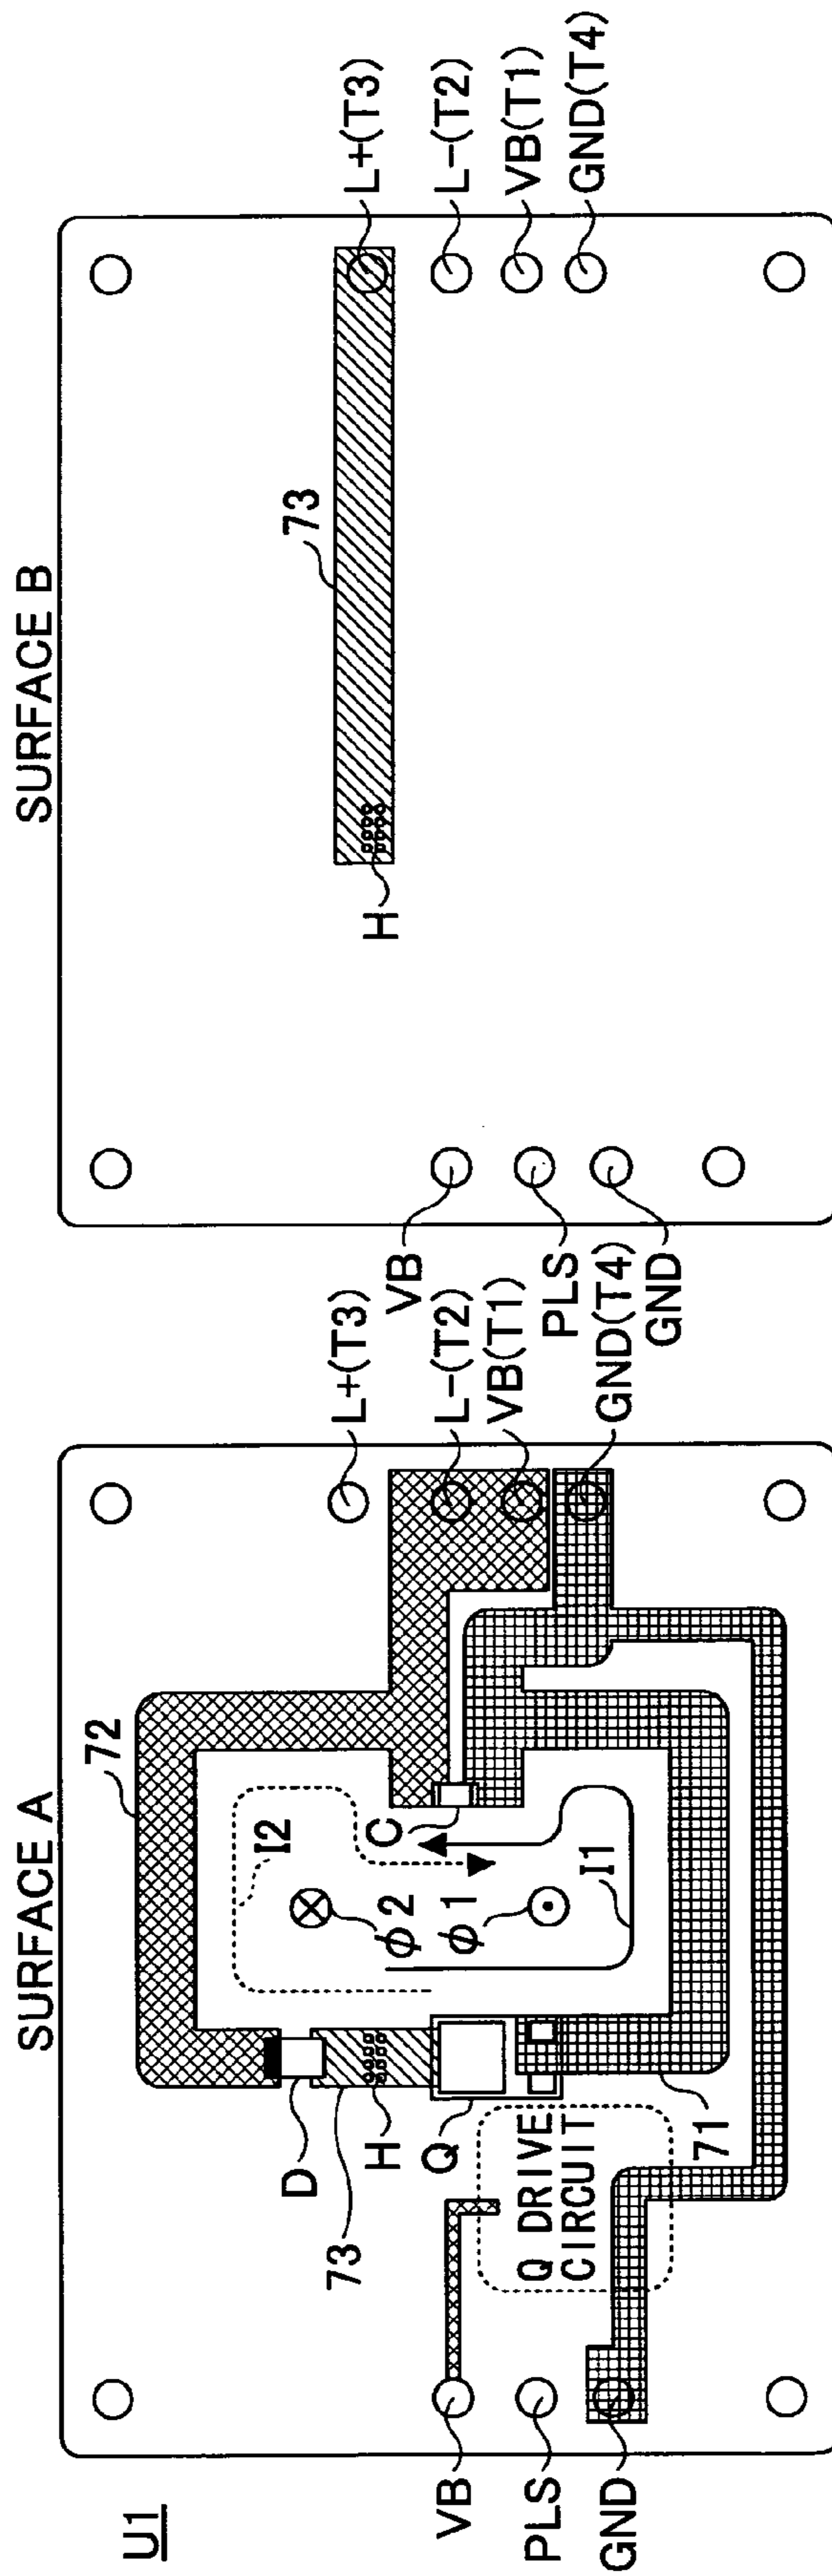 U1
SURFACE A
72
I2
D
73
H
Q
C
φ2
φ1
I1
Q DRIVE
CIRCUIT
71
VB
PLS
GND
L+(T3)
L-(T2)
VB(T1)
GND(T4)
SURFACE B
73
H
VB
PLS
GND
L+(T3)
L-(T2)
VB(T1)
GND(T4)